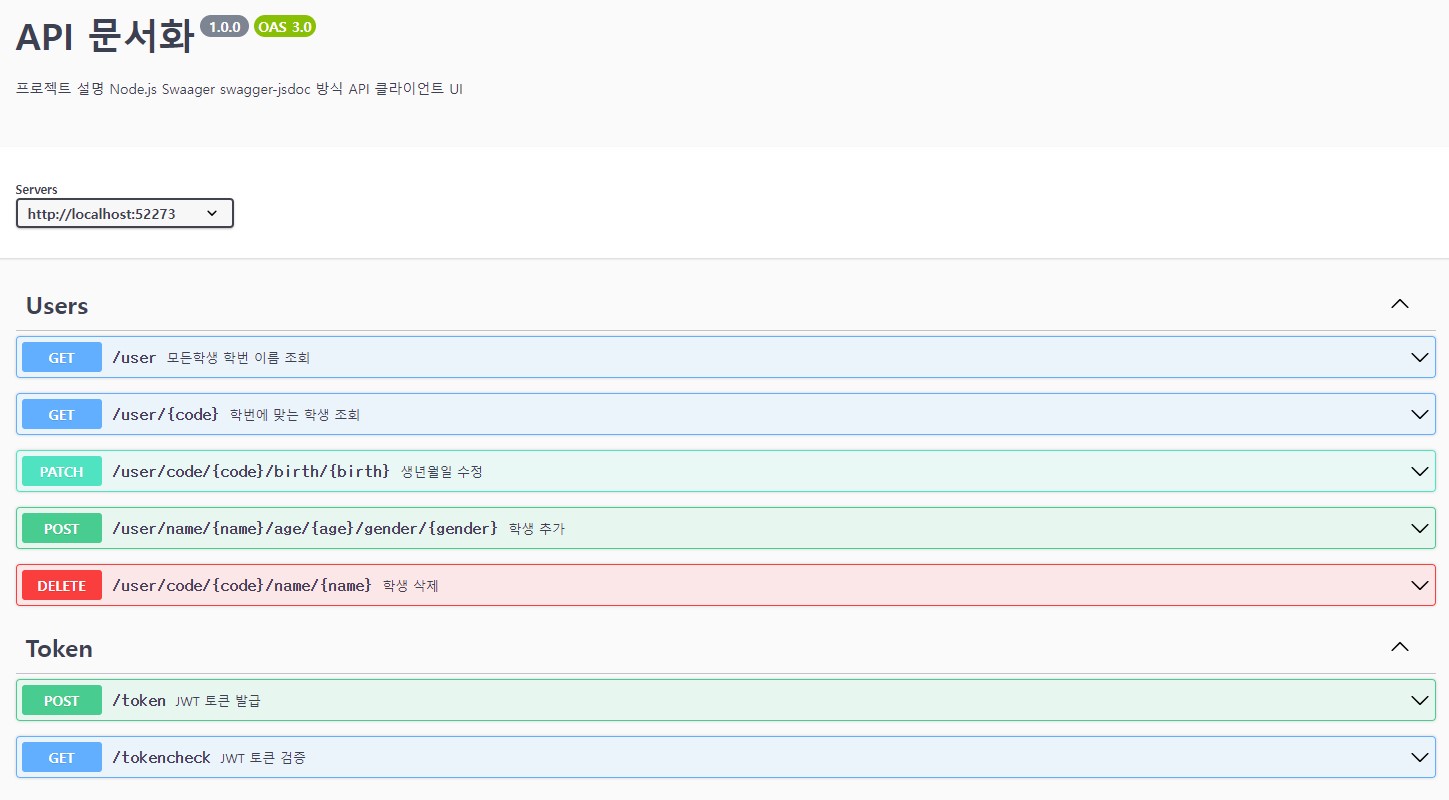 API 문서화 1.0.0 OAS 3.0
프로젝트 설명 Node.js Swaager swagger-jsdoc 방식 API 클라이언트 UI
Servers
http://localhost:52273
Users
GET /user 모든학생 학번 이름 조회
GET /user/{code} 학번에 맞는 학생 조회
PATCH /user/code/{code}/birth/{birth} 생년월일 수정
POST /user/name/{name}/age/{age}/gender/{gender} 학생 추가
DELETE /user/code/{code}/name/{name} 학생 삭제
Token
POST /token JWT 토큰 발급
GET /tokencheck JWT 토큰 검증